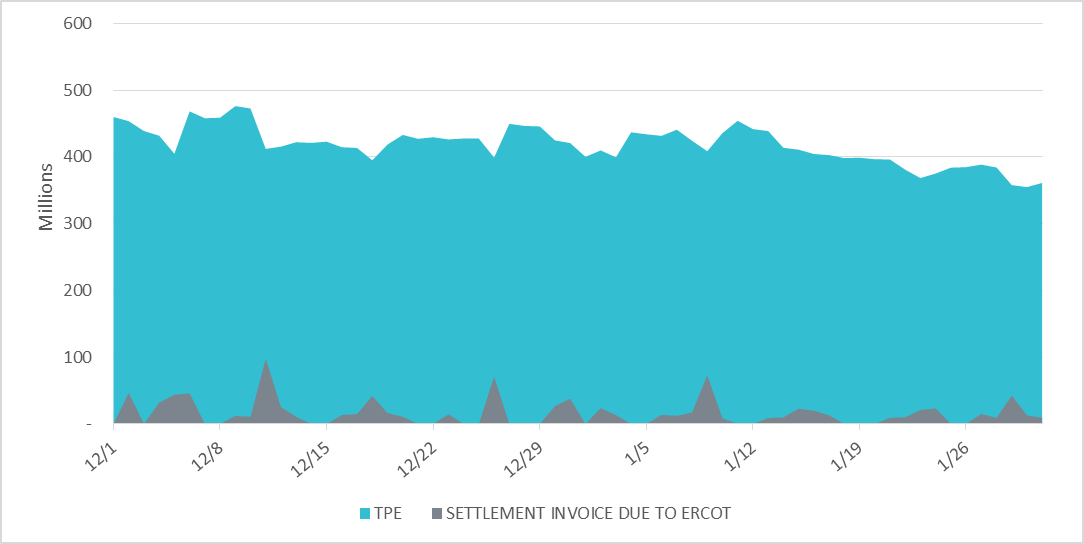 600
500
400
300
200
100
-
Millions
12/1 12/8 12/15 12/22 12/29 1/5 1/12 1/19 1/26
TPE SETTLEMENT INVOICE DUE TO ERCOT